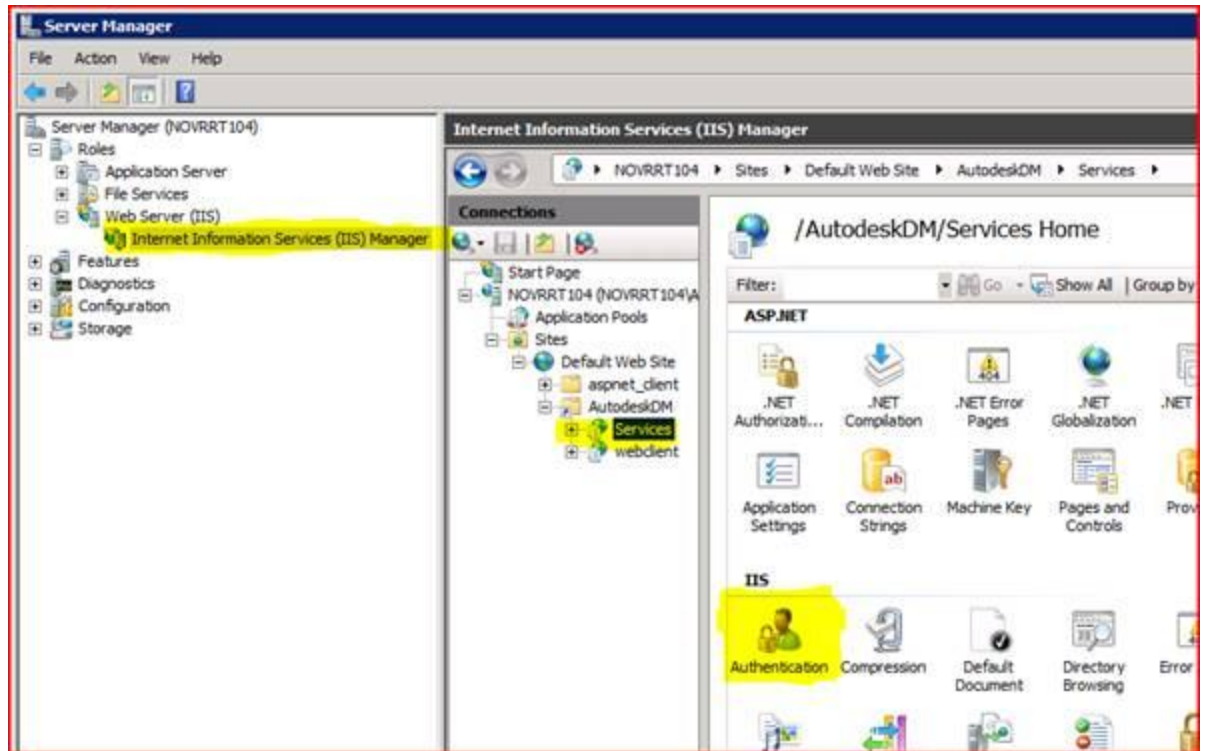 Server Manager
File Action View Help
Server Manager (NOVRRT104)
Roles
Application Server
File Services
Web Server (IIS)
Internet Information Services (IIS) Manager
Features
Diagnostics
Configuration
Storage
Internet Information Services (IIS) Manager
NOVRRT104 Sites Default Web Site AutodeskDM Services
Connections
Start Page
NOVRRT104 (NOVRRT104\A
Application Pools
Sites
Default Web Site
aspnet_client
AutodeskDM
Services
webclient
/AutodeskDM/Services Home
Filter: Go Show All Group by
ASP.NET
.NET .NET .NET Error .NET .NET
Authorizati... Compilation Pages Globalization
ab
Application Connection Machine Key Pages and Prov
Settings Strings Controls
IIS
Authentication Compression Default Directory Error
Document Browsing